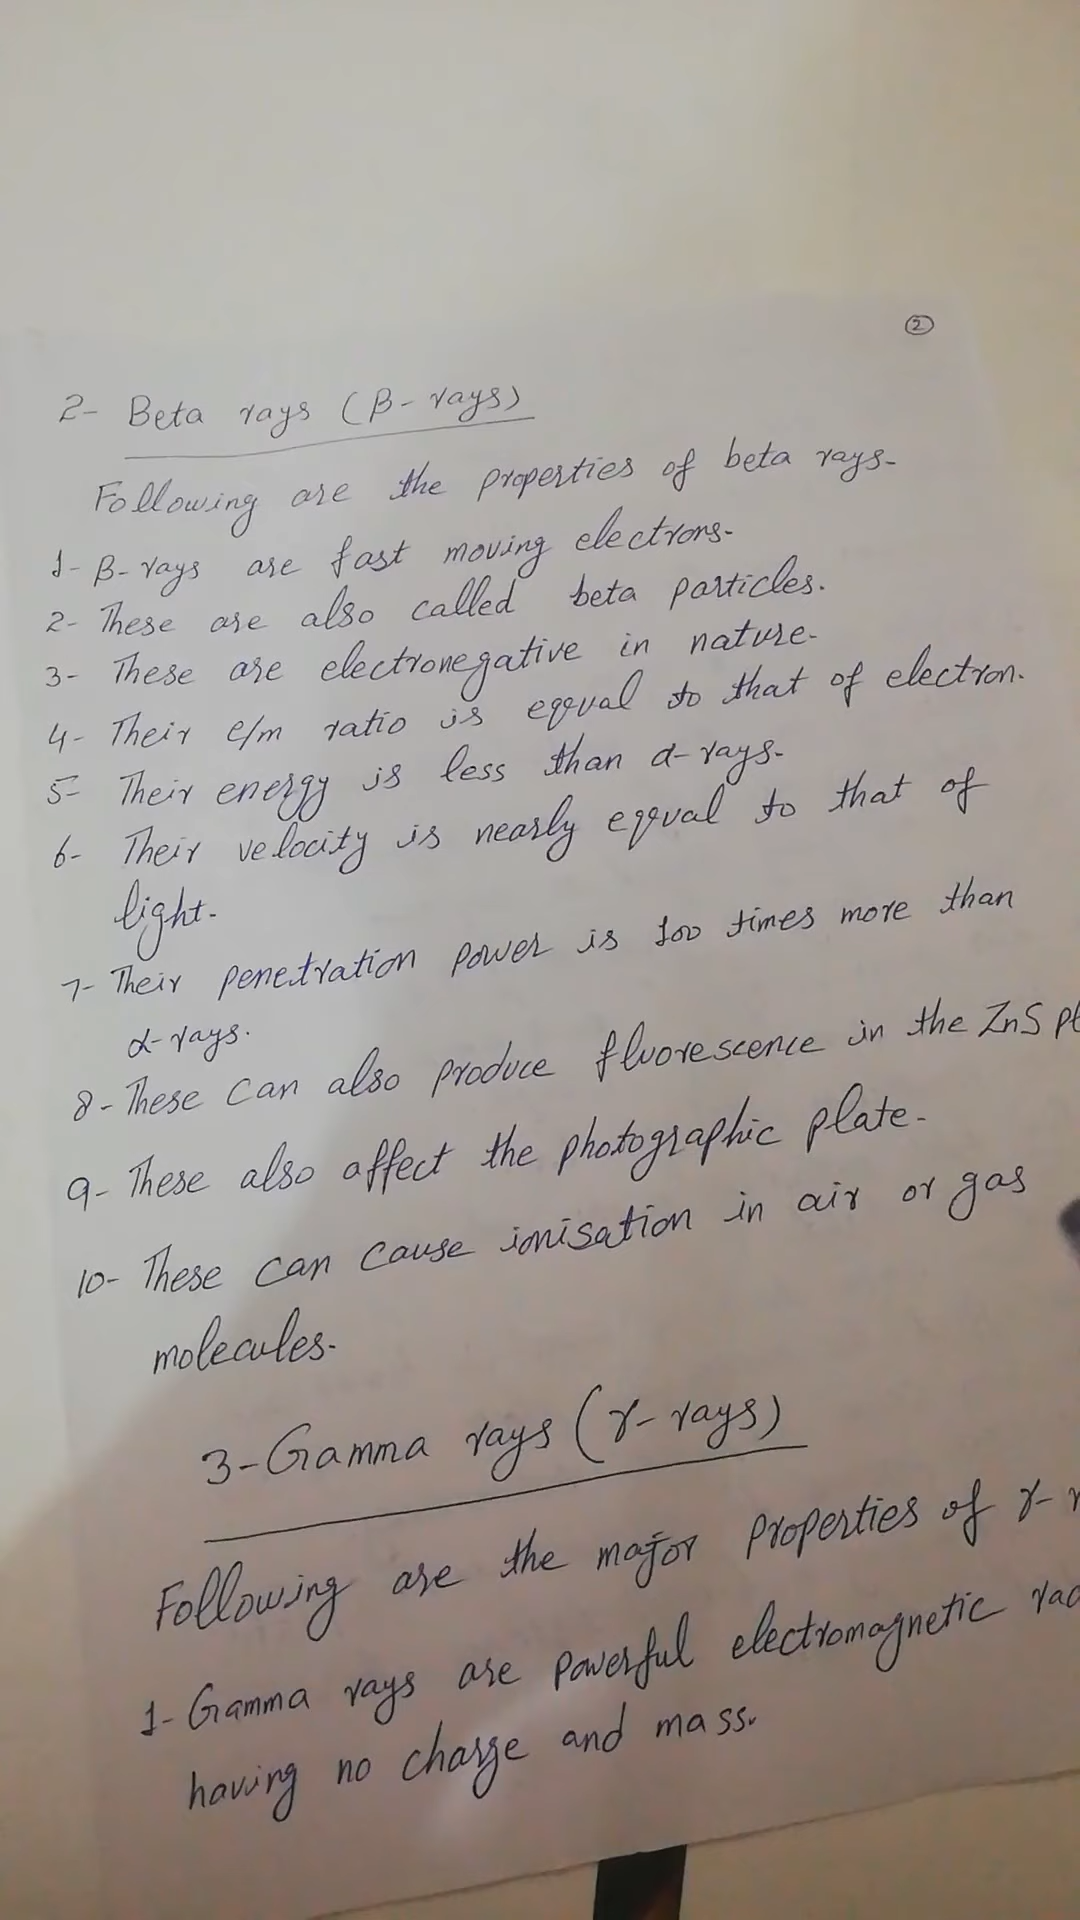 2
2- Beta rays (β-rays)
Following are the properties of beta rays-
1- β-rays are fast moving electrons-
2- These are also called beta particles.
3- These are electronegative in nature-
4- Their e/m ratio is equal to that of electron.
5- Their energy is less than α-rays-
6- Their velocity is nearly equal to that of
light-
7- Their penetration power is 100 times more than
α-rays.
8- These can also produce fluorescence in the ZnS
9- These also affect the photographic plate-
10- These can cause ionisation in air or gas
molecules-
3-Gamma rays (γ-rays)
Following are the major properties of γ-
1- Gamma rays are powerful electromagnetic
having no charge and mass.